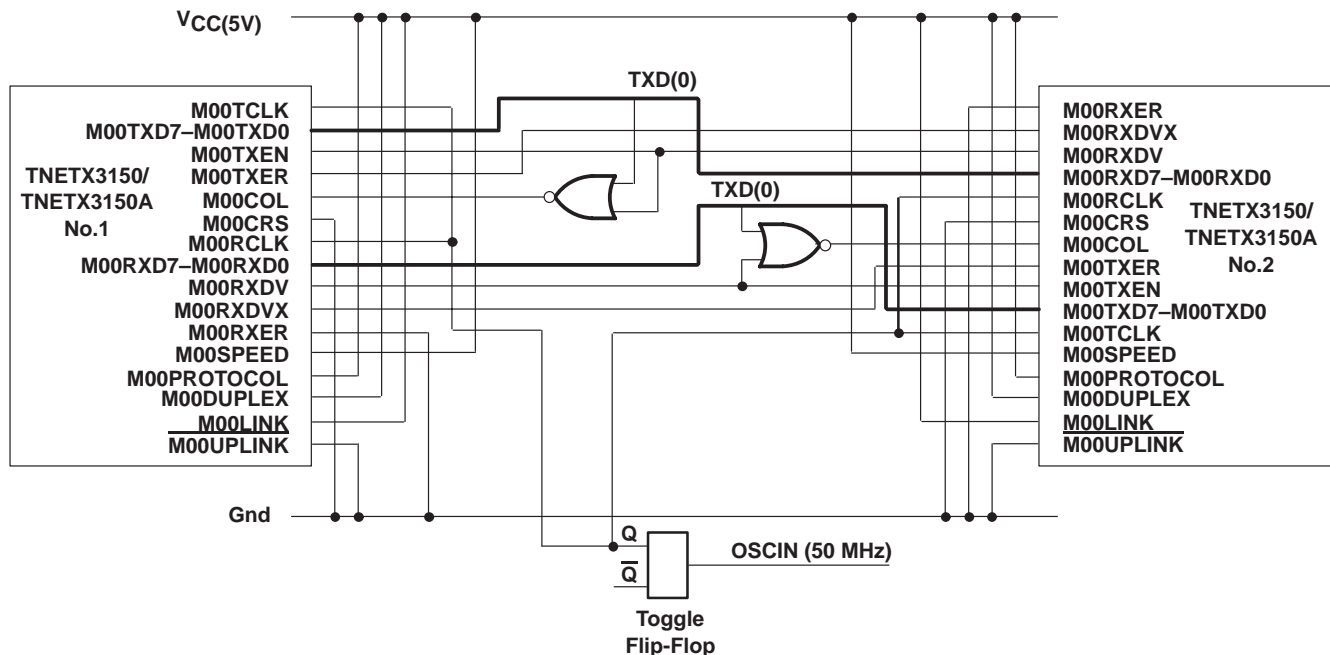 VCC(5V)
TXD(0)
TNETX3150/
TNETX3150A
No.1
M00TCLK
M00TXD7–M00TXD0
M00TXEN
M00TXER
M00COL
M00CRS
M00RCLK
M00RXD7–M00RXD0
M00RXDV
M00RXDVX
M00RXER
M00SPEED
M00PROTOCOL
M00DUPLEX
M00LINK
M00UPLINK
TXD(0)
M00RXER
M00RXDVX
M00RXDV
M00RXD7–M00RXD0
M00RCLK
M00CRS
M00COL
M00TXER
M00TXEN
M00TXD7–M00TXD0
M00TCLK
M00SPEED
M00PROTOCOL
M00DUPLEX
M00LINK
M00UPLINK
TNETX3150/
TNETX3150A
No.2
Gnd
Q
Q
OSCIN (50 MHz)
Toggle
Flip-Flop